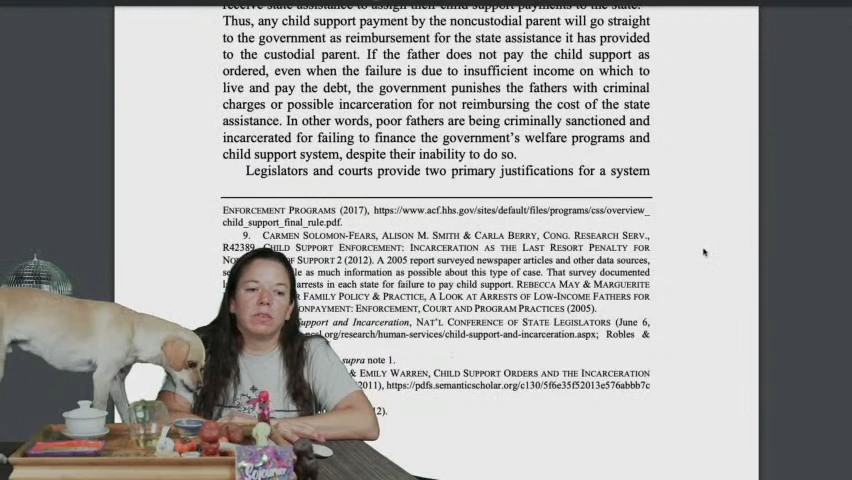 receive state assistance to assign their child support payments to the state.
Thus, any child support payment by the noncustodial parent will go straight
to the government as reimbursement for the state assistance it has provided
to the custodial parent. If the father does not pay the child support as
ordered, even when the failure is due to insufficient income on which to
live and pay the debt, the government punishes the fathers with criminal
charges or possible incarceration for not reimbursing the cost of the state
assistance. In other words, poor fathers are being criminally sanctioned and
incarcerated for failing to finance the government's welfare programs and
child support system, despite their inability to do so.
Legislators and courts provide two primary justifications for a system
ENFORCEMENT PROGRAMS (2017), https://www.acf.hhs.gov/sites/default/files/programs/css/overview_
child_support_final_rule.pdf.
9. CARMEN SOLOMON-FEARS, ALISON M. SMITH & CARLA BERRY, CONG. RESEARCH SERV.,
R42389, CHILD SUPPORT ENFORCEMENT: INCARCERATION AS THE LAST RESORT PENALTY FOR
OF SUPPORT 2 (2012). A 2005 report surveyed newspaper articles and other data sources,
as much information as possible about this type of case. That survey documented
arrests in each state for failure to pay child support. REBECCA MAY & MARGUERITE
FAMILY POLICY & PRACTICE, A LOOK AT ARRESTS OF LOW-INCOME FATHERS FOR
ONPAYMENT: ENFORCEMENT, COURT AND PROGRAM PRACTICES (2005).
upport and Incarceration, NAT'L CONFERENCE OF STATE LEGISLATORS (June 6,
.ncsl.org/research/human-services/child-support-and-incarceration.aspx; Robles &
supra note 1.
& EMILY WARREN, CHILD SUPPORT ORDERS AND THE INCARCERATION
2011), https://pdfs.semanticscholar.org/c130/5f6e35f52013e576abbb7c
12).
Sojourner